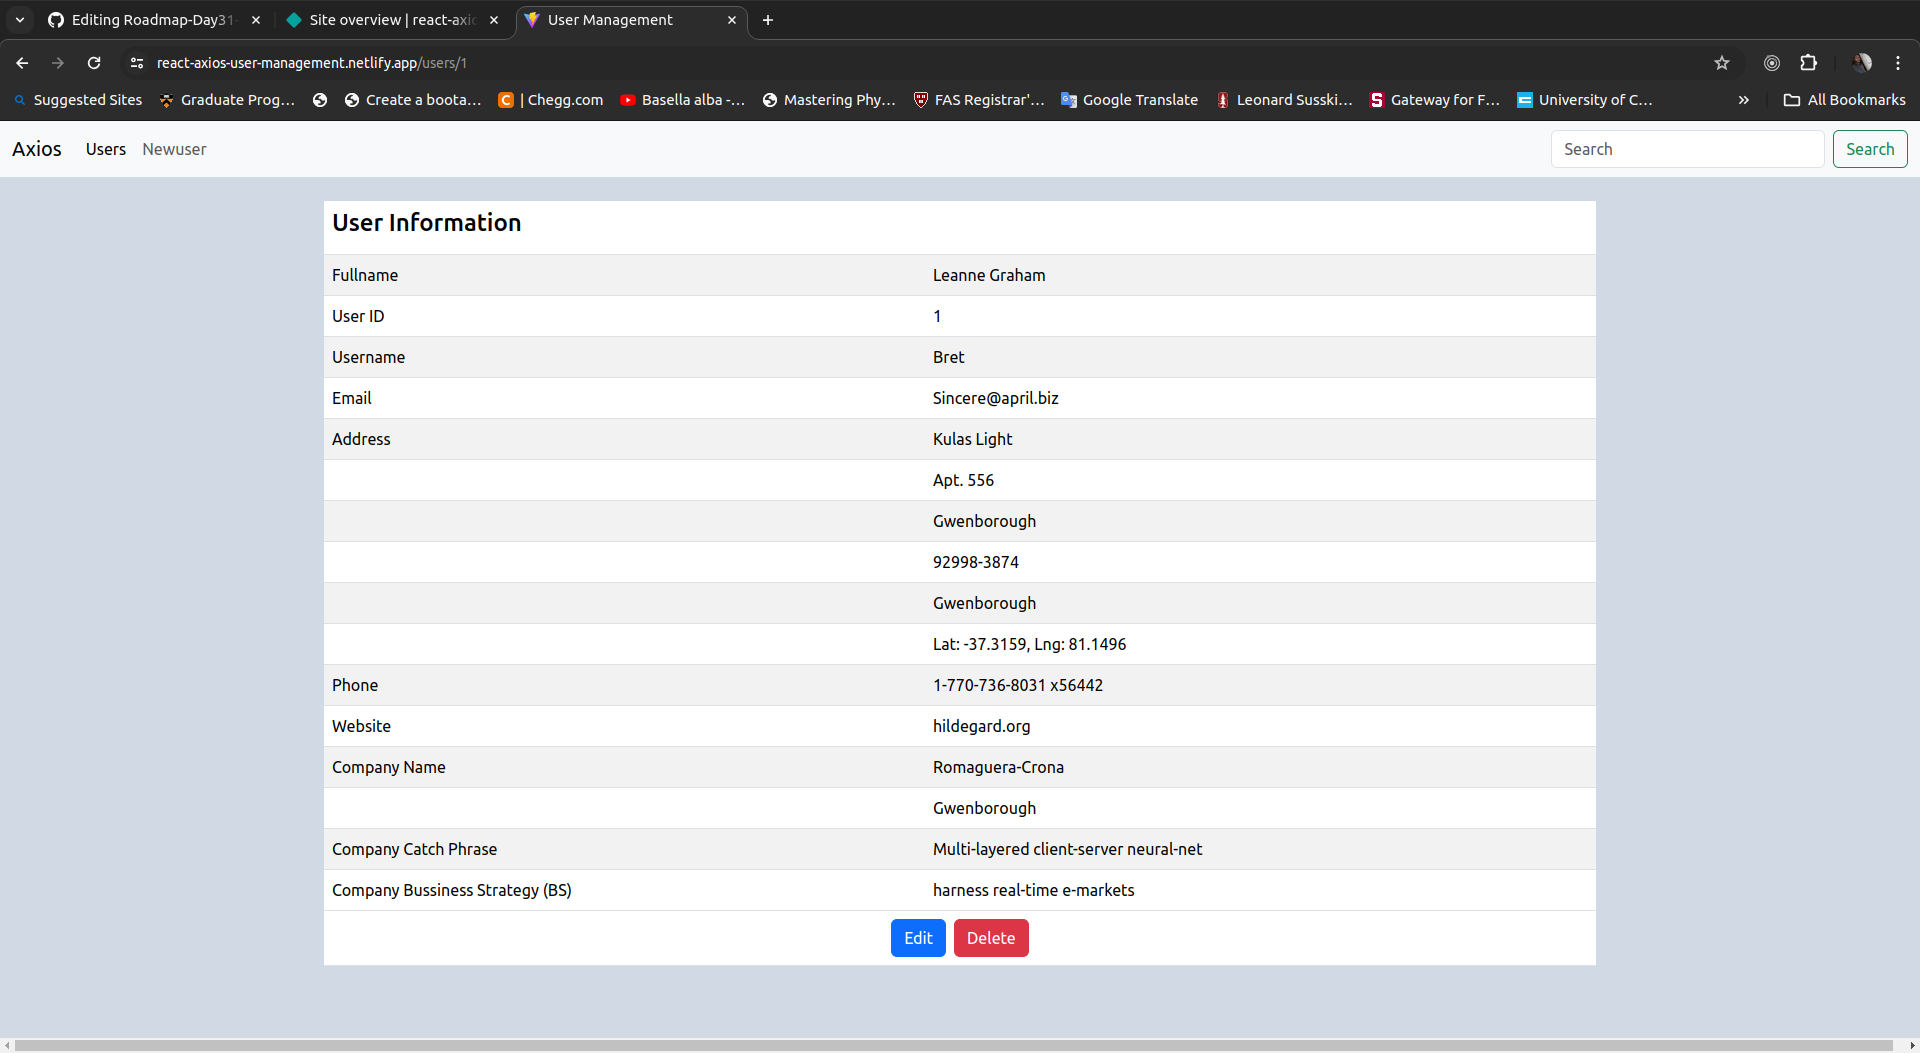 Editing Roadmap-Day31-
Site overview | react-axio
User Management
react-axios-user-management.netlify.app/users/1
Suggested Sites Graduate Prog... Create a boota... | Chegg.com Basella alba -... Mastering Phy... FAS Registrar'... Google Translate Leonard Susski... Gateway for F... University of C... All Bookmarks
Axios Users Newuser Search Search
User Information
Fullname Leanne Graham
User ID 1
Username Bret
Email Sincere@april.biz
Address Kulas Light
Apt. 556
Gwenborough
92998-3874
Gwenborough
Lat: -37.3159, Lng: 81.1496
Phone 1-770-736-8031 x56442
Website hildegard.org
Company Name Romaguera-Crona
Gwenborough
Company Catch Phrase Multi-layered client-server neural-net
Company Bussiness Strategy (BS) harness real-time e-markets
Edit Delete